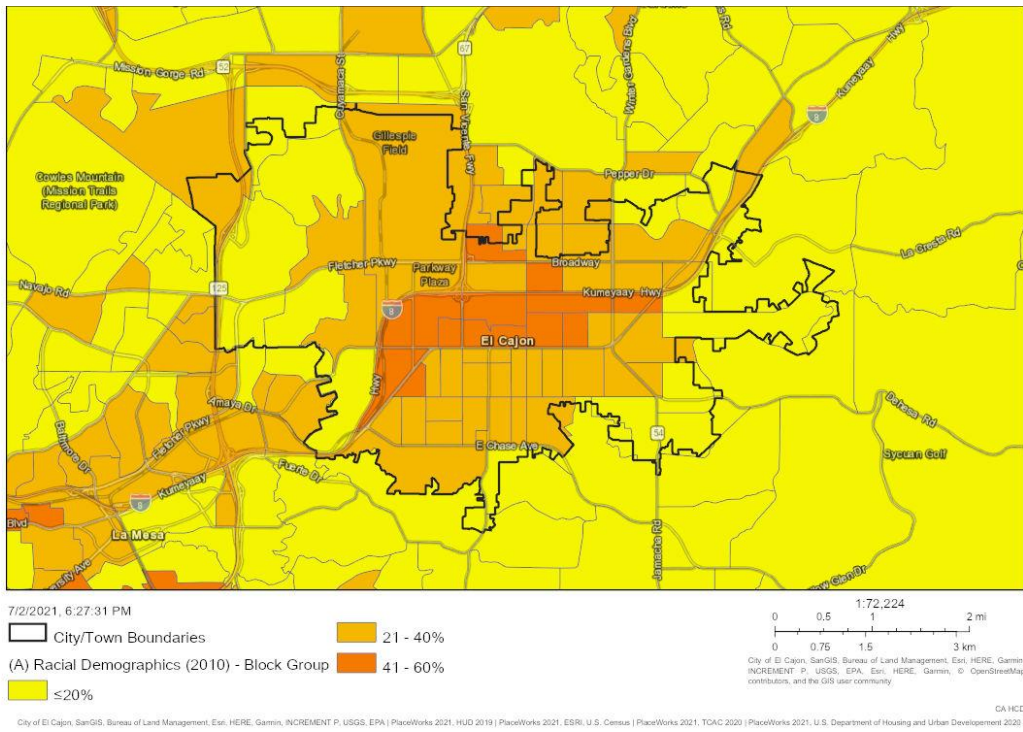 67
52
Mission Gorge Rd
Cuyamaca St
San Vicente Fwy
Winter Gardens Blvd
Hwy
Kumeyaay
8
Gillespie
Field
Cowles Mountain
(Mission Trails
Regional Park)
Pepper Dr
La Cresta Rd
Fletcher Pkwy
Parkway
Plaza
Broadway
Navajo Rd
125
Kumeyaay Hwy
8
El Cajon
Hwy
Amaya Dr
Fletcher Pkwy
Baltimore Dr
E Chase Ave
54
Dehesa Rd
Sycuan Golf
Fuerte Dr
Kumeyaay
8
Blvd
La Mesa
Jamacha Rd
7/2/2021, 6:27:31 PM
City/Town Boundaries
(A) Racial Demographics (2010) - Block Group
≤20%
21 - 40%
41 - 60%
1:72,224
0 0.5 1 2 mi
0 0.75 1.5 3 km
City of El Cajon, SanGIS, Bureau of Land Management, Esri, HERE, Garmin,
INCREMENT P, USGS, EPA, Esri, HERE, Garmin, © OpenStreetMap
contributors, and the GIS user community
CA HCD
City of El Cajon, SanGIS, Bureau of Land Management, Esri, HERE, Garmin, INCREMENT P, USGS, EPA | PlaceWorks 2021, HUD 2019 | PlaceWorks 2021, ESRI, U.S. Census | PlaceWorks 2021, TCAC 2020 | PlaceWorks 2021, U.S. Department of Housing and Urban Developement 2020